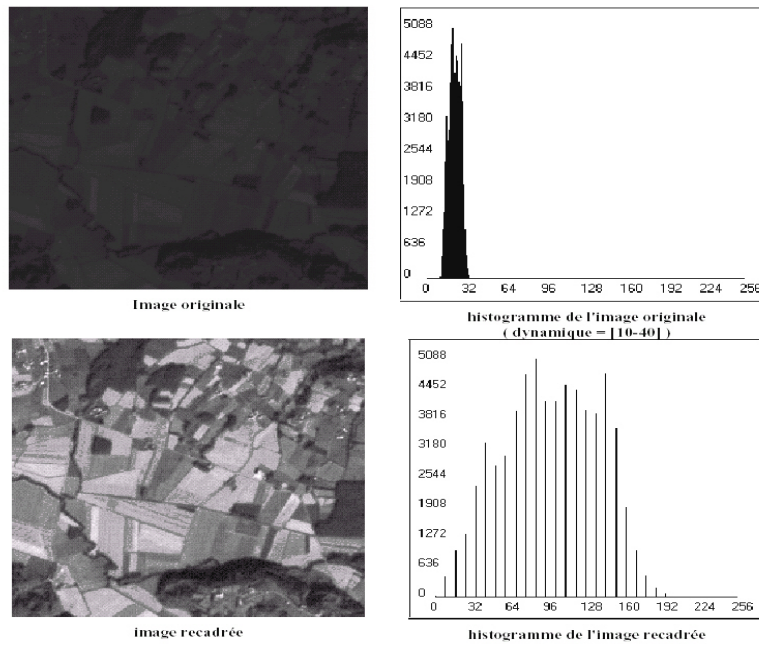 5088
4452
3816
3180
2544
1908
1272
636
0
0 32 64 96 128 160 192 224 256
Image originale
histogramme de l'image originale
( dynamique = [10-40] )
5088
4452
3816
3180
2544
1908
1272
636
0
0 32 64 96 128 160 192 256
image recadrée
histogramme de l'image recadrée